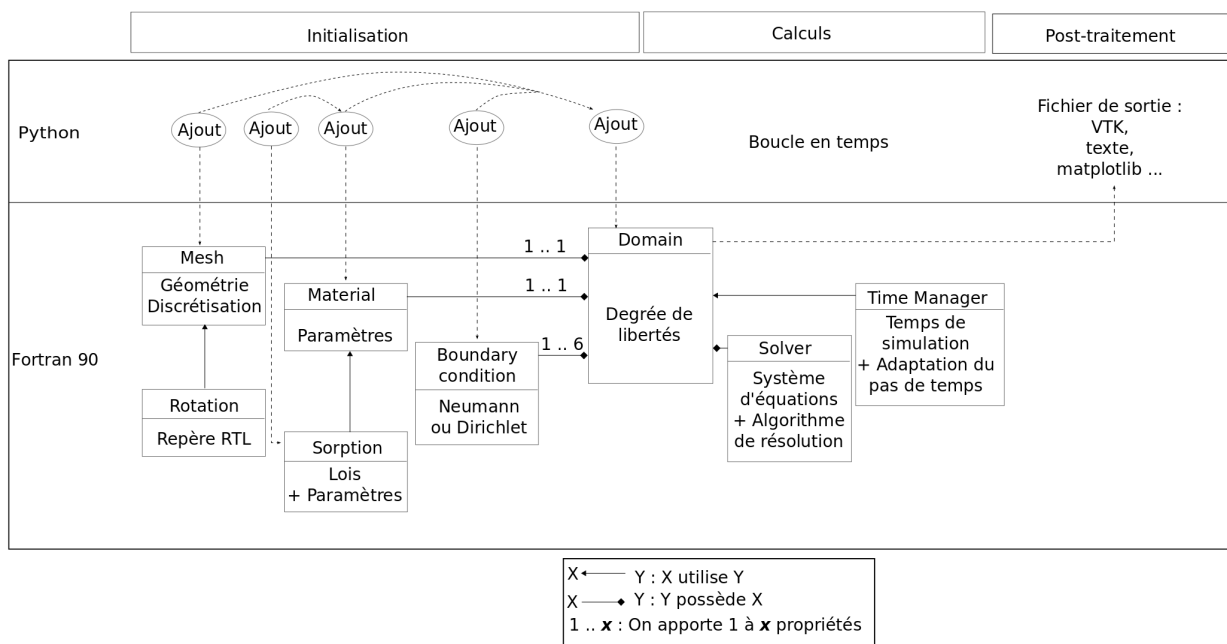 Initialisation
Calculs
Post-traitement
Python
Ajout
Ajout
Ajout
Ajout
Ajout
Boucle en temps
Fichier de sortie :
VTK,
texte,
matplotlib ...
Fortran 90
Mesh
Géométrie
Discrétisation
Rotation
Repère RTL
Material
Paramètres
Sorption
Lois
+ Paramètres
Boundary
condition
Neumann
ou Dirichlet
1 .. 1
1 .. 1
1 .. 6
Domain
Degrée de
libertés
Solver
Système
d'équations
+ Algorithme
de résolution
Time Manager
Temps de
simulation
+ Adaptation du
pas de temps
X Y : X utilise Y
X Y : Y possède X
1 .. x : On apporte 1 à x propriétés